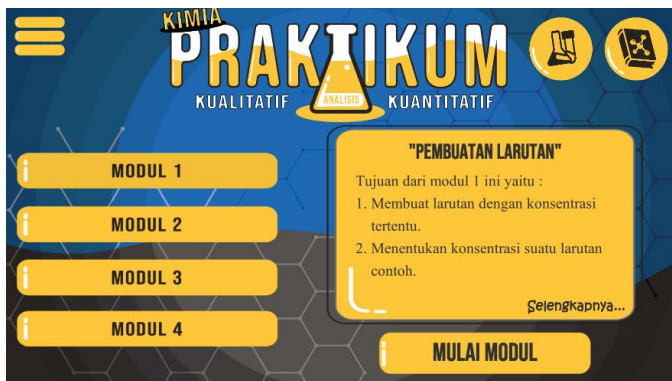 KIMIA
PRAKTIKUM
KUALITATIF ANALISIS KUANTITATIF
MODUL 1
MODUL 2
MODUL 3
MODUL 4
"PEMBUATAN LARUTAN"
Tujuan dari modul 1 ini yaitu :
1. Membuat larutan dengan konsentrasi
tertentu.
2. Menentukan konsentrasi suatu larutan
contoh.
Selengkapnya...
MULAI MODUL